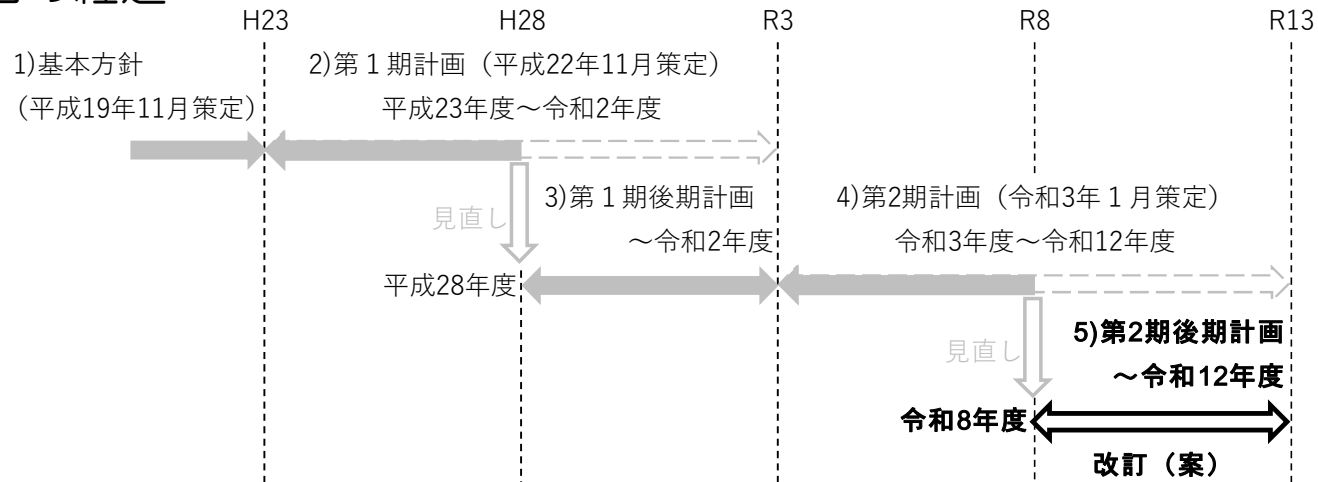 H23 H28 R3 R8 R13
1)基本方針
(平成19年11月策定)
2)第1期計画(平成22年11月策定)
平成23年度~令和2年度
見直し
3)第1期後期計画
~令和2年度
平成28年度
4)第2期計画(令和3年1月策定)
令和3年度~令和12年度
見直し
5)第2期後期計画
~令和12年度
令和8年度
改訂(案)